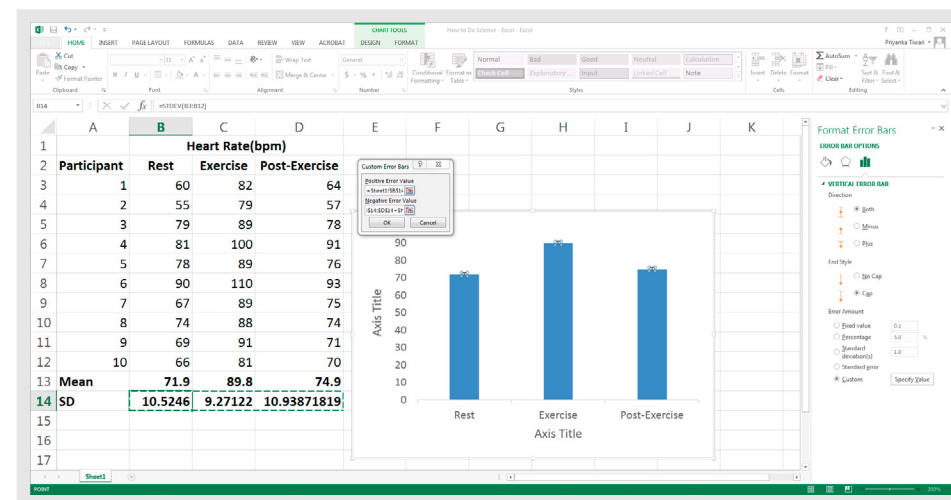 CHART TOOLS
How to Do Science - Excel - Excel
HOME INSERT PAGE LAYOUT FORMULAS DATA REVIEW VIEW ACROBAT DESIGN FORMAT
Priyanka Tiwari
Paste
Cut
Copy
Format Painter
Clipboard
11
B I U
Font
Wrap Text
Merge & Center
Alignment
General
$ %
Number
Conditional Formatting
Format as Table
Normal Bad Good Neutral Calculation
Check Cell Explanatory ... Input Linked Cell Note
Styles
Insert Delete Format
Cells
AutoSum
Fill
Clear
Sort & Filter
Find & Select
Editing
B14 fx =STDEV(B3:B12)
A B C D E F G H I J K
1 Heart Rate(bpm)
2 Participant Rest Exercise Post-Exercise
3 1 60 82 64
4 2 55 79 57
5 3 79 89 78
6 4 81 100 91
7 5 78 89 76
8 6 90 110 93
9 7 67 89 75
10 8 74 88 74
11 9 69 91 71
12 10 66 81 70
13 Mean 71.9 89.8 74.9
14 SD 10.5246 9.27122 10.93871819
15
16
17
Custom Error Bars
Positive Error Value
=Sheet1!$B$14
Negative Error Value
OK Cancel
90
80
70
60
50
40
30
20
10
0
Axis Title
Rest Exercise Post-Exercise
Axis Title
Format Error Bars
ERROR BAR OPTIONS
VERTICAL ERROR BAR
Direction
Both
Minus
Plus
End Style
No Cap
Cap
Error Amount
Fixed value 0.1
Percentage 5.0 %
Standard deviation(s) 1.0
Standard error
Custom Specify Value
Sheet1
POINT
200%